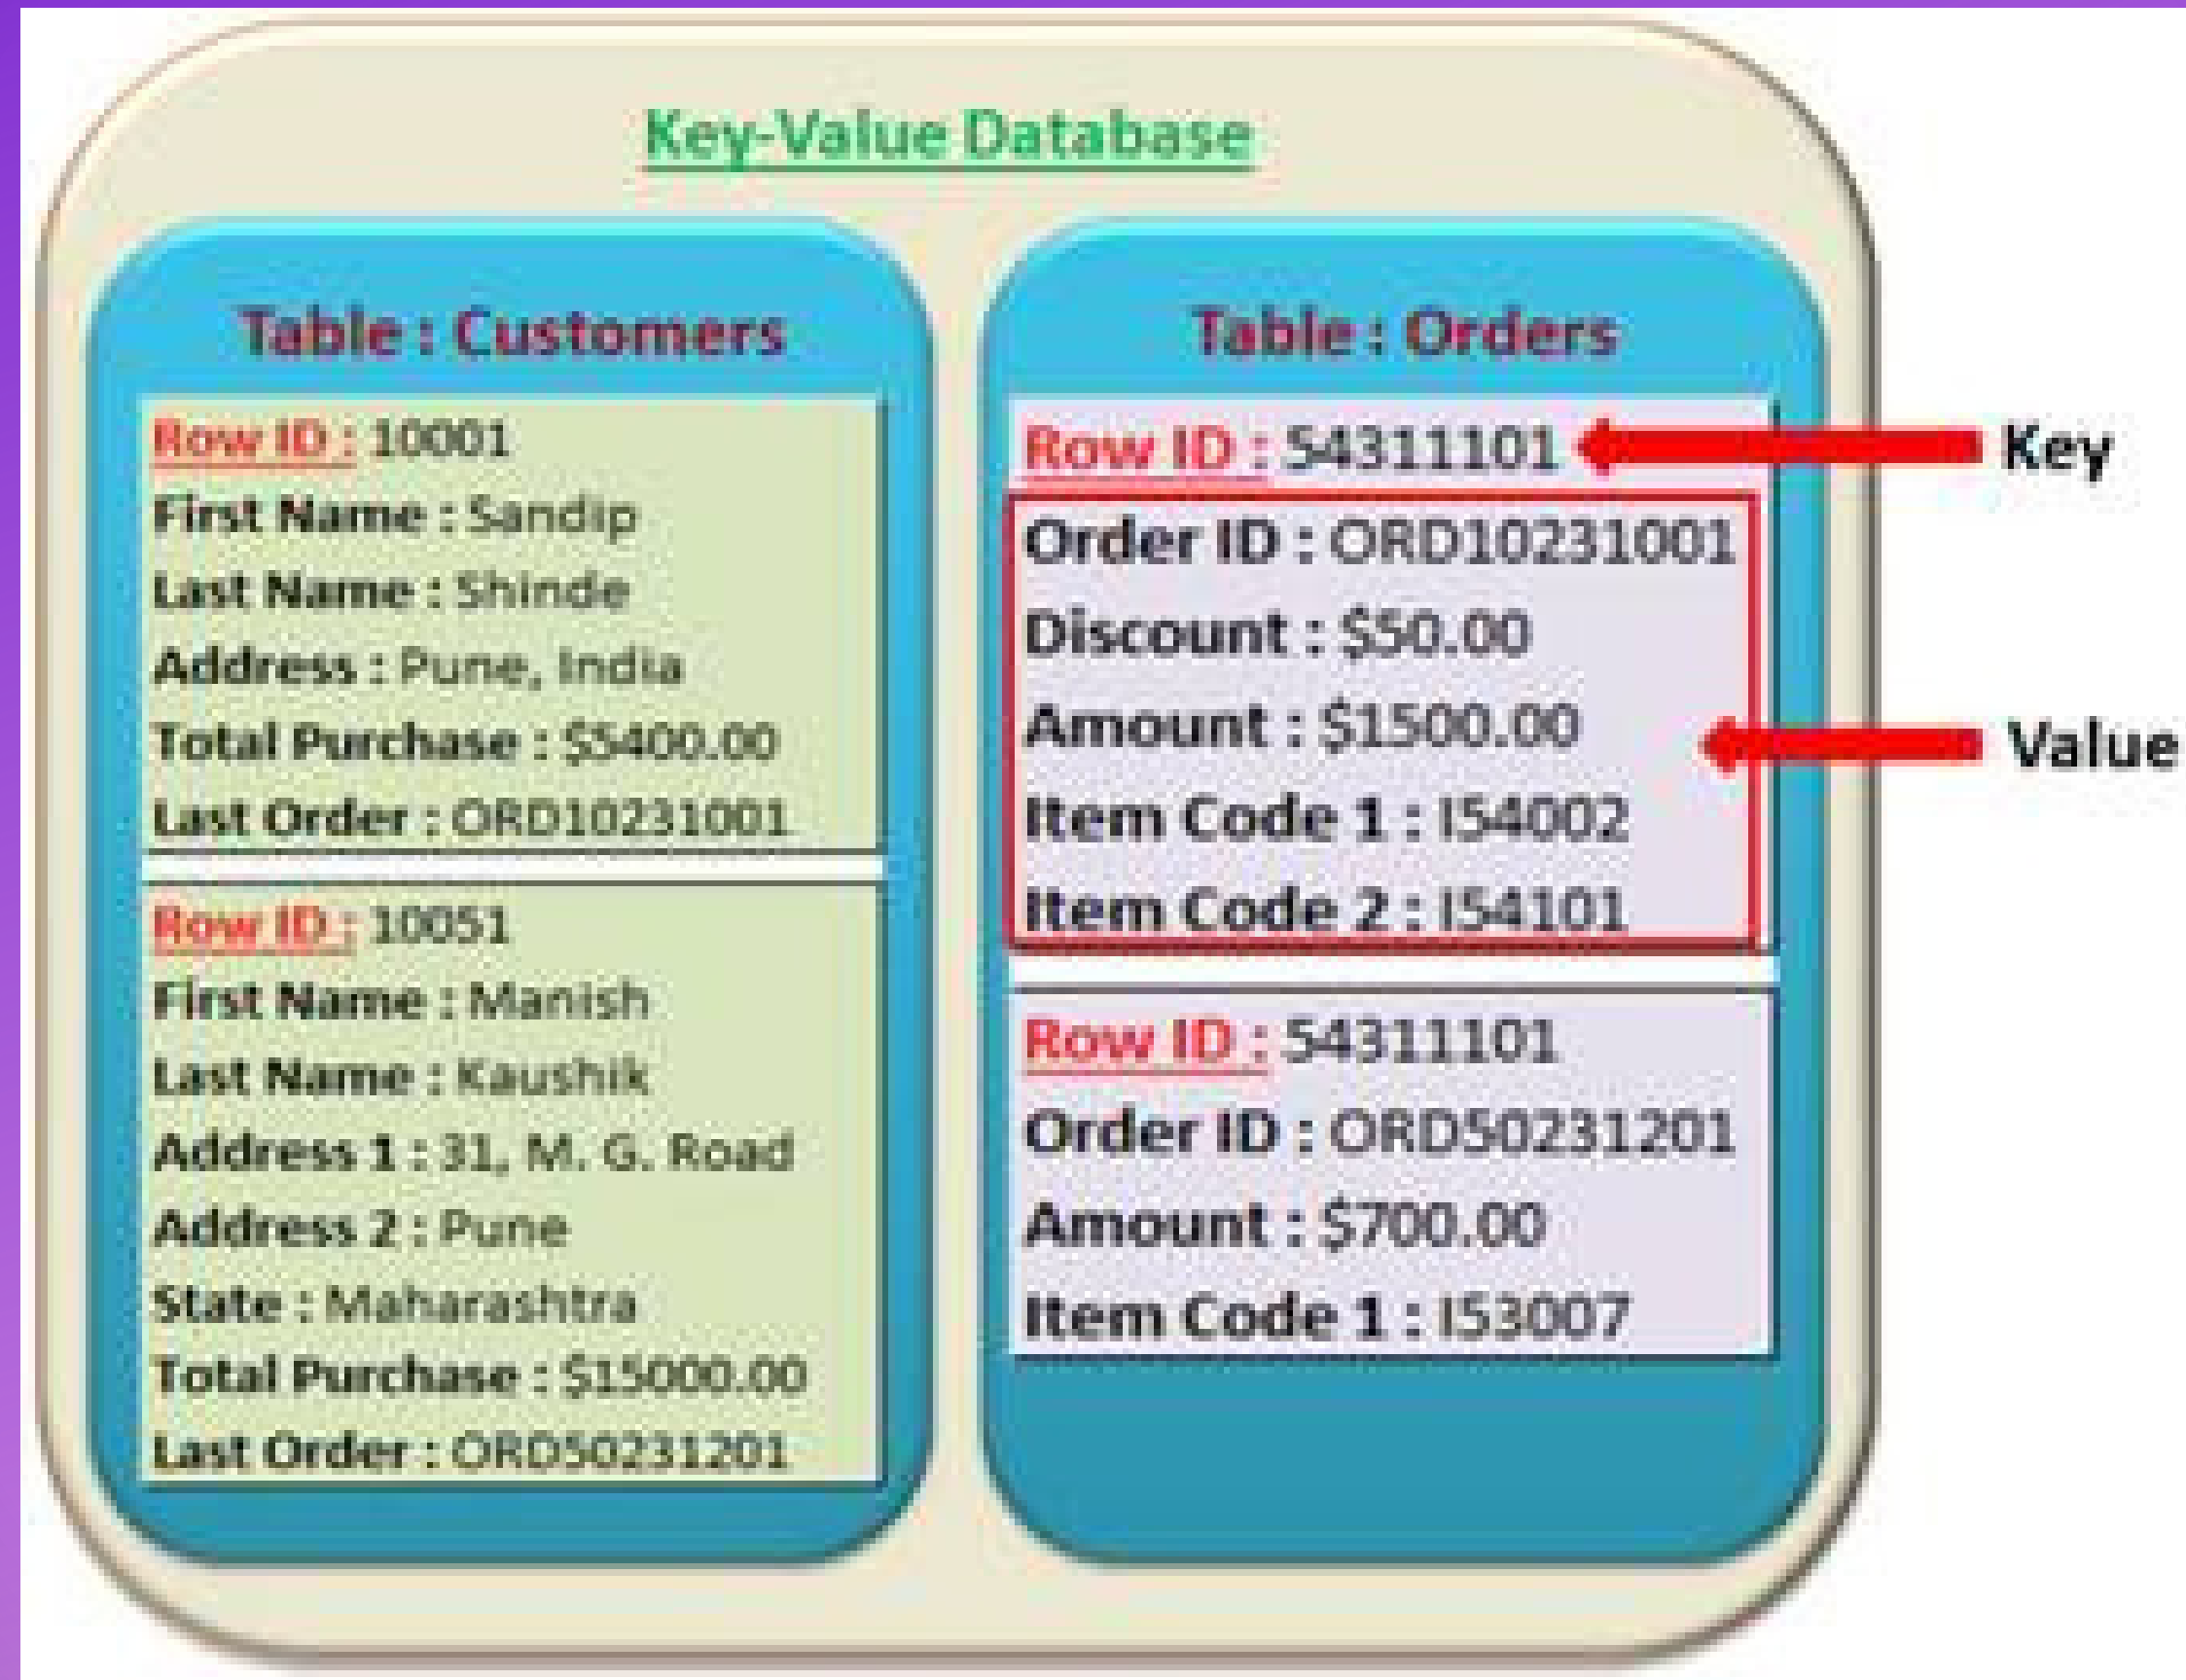 Key-Value Database
Table : Customers
Row ID : 10001
First Name : Sandip
Last Name : Shinde
Address : Pune, India
Total Purchase : $5400.00
Last Order : ORD10231001
Row ID : 10051
First Name : Manish
Last Name : Kaushik
Address 1 : 31, M. G. Road
Address 2 : Pune
State : Maharashtra
Total Purchase : $15000.00
Last Order : ORD50231201
Table : Orders
Row ID : 54311101
Order ID : ORD10231001
Discount : $50.00
Amount : $1500.00
Item Code 1 : I54002
Item Code 2 : I54101
Row ID : 54311101
Order ID : ORD50231201
Amount : $700.00
Item Code 1 : I53007
Key
Value